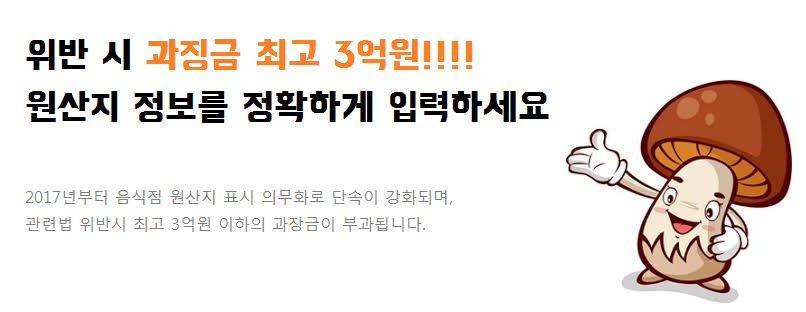 위반 시 과징금 최고 3억원!!!!
원산지 정보를 정확하게 입력하세요
2017년부터 음식점 원산지 표시 의무화로 단속이 강화되며,
관련법 위반시 최고 3억원 이하의 과장금이 부과됩니다.